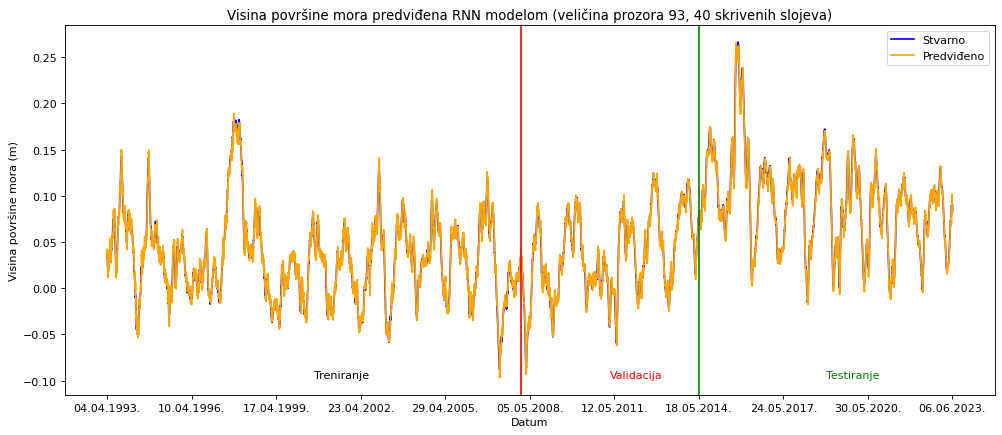 Visina površine mora predviđena RNN modelom (veličina prozora 93, 40 skrivenih slojeva)
Stvarno
Predviđeno
Visina površine mora (m)
0.25
0.20
0.15
0.10
0.05
0.00
−0.05
−0.10
Treniranje
Validacija
Testiranje
04.04.1993. 10.04.1996. 17.04.1999. 23.04.2002. 29.04.2005. 05.05.2008. 12.05.2011. 18.05.2014. 24.05.2017. 30.05.2020. 06.06.2023.
Datum